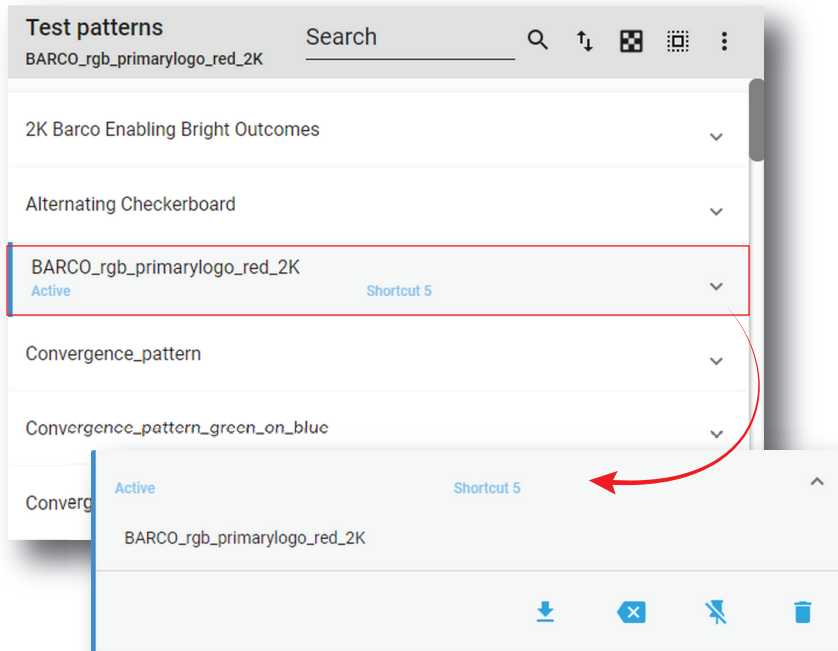 Test patterns
BARCO_rgb_primarylogo_red_2K
Search
2K Barco Enabling Bright Outcomes
Alternating Checkerboard
BARCO_rgb_primarylogo_red_2K
Active Shortcut 5
Convergence_pattern
Convergence_pattern_green_on_blue
Converg
Active Shortcut 5
BARCO_rgb_primarylogo_red_2K